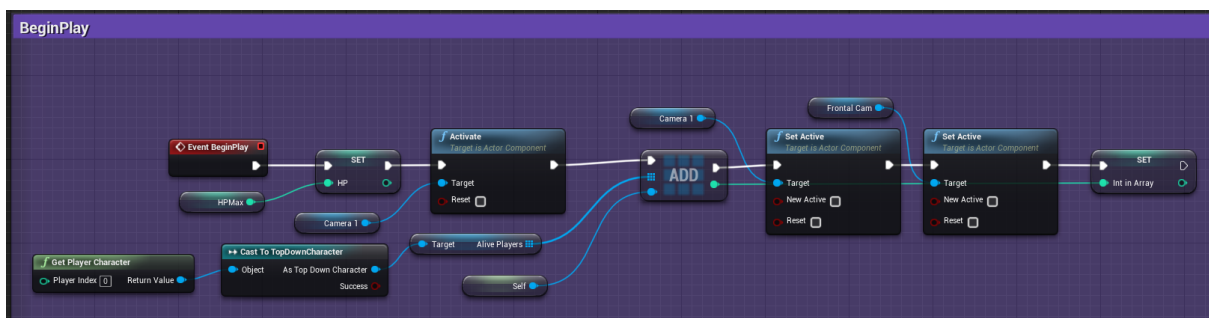 BeginPlay
Event BeginPlay
SET
HP
HPMax
Activate
Target is Actor Component
Target
Reset
Camera 1
Get Player Character
Player Index 0
Return Value
Cast To TopDownCharacter
Object
As Top Down Character
Success
Target
Alive Players
Self
ADD
Camera 1
Set Active
Target is Actor Component
Target
New Active
Reset
Frontal Cam
Set Active
Target is Actor Component
Target
New Active
Reset
SET
Int in Array